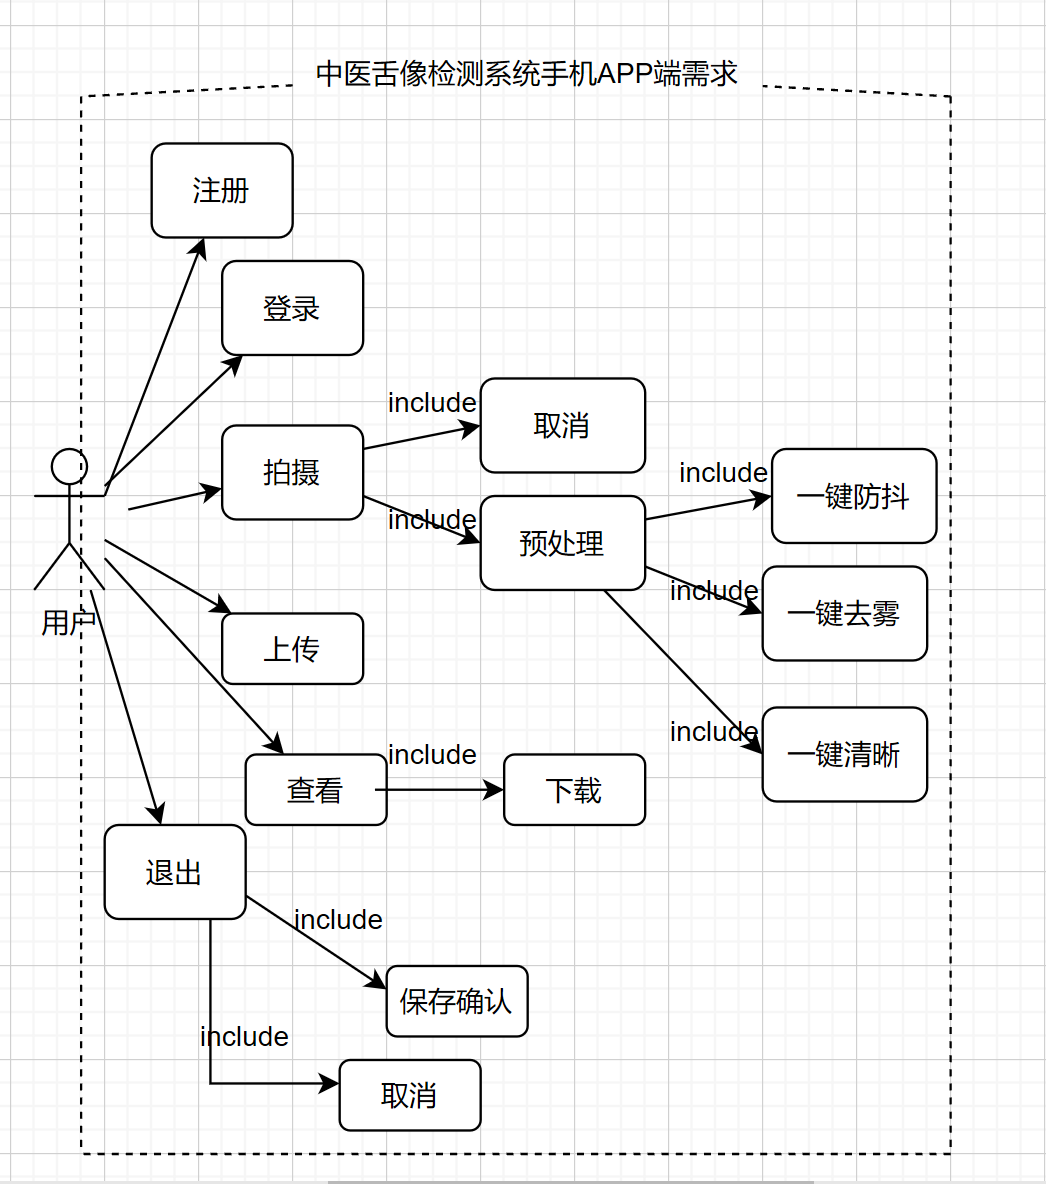 中医舌像检测系统手机APP端需求
注册
登录
include
取消
拍摄
include
一键防抖
include
预处理
include
一键去雾
用户
上传
include
一键清晰
include
查看
下载
退出
include
保存确认
include
取消